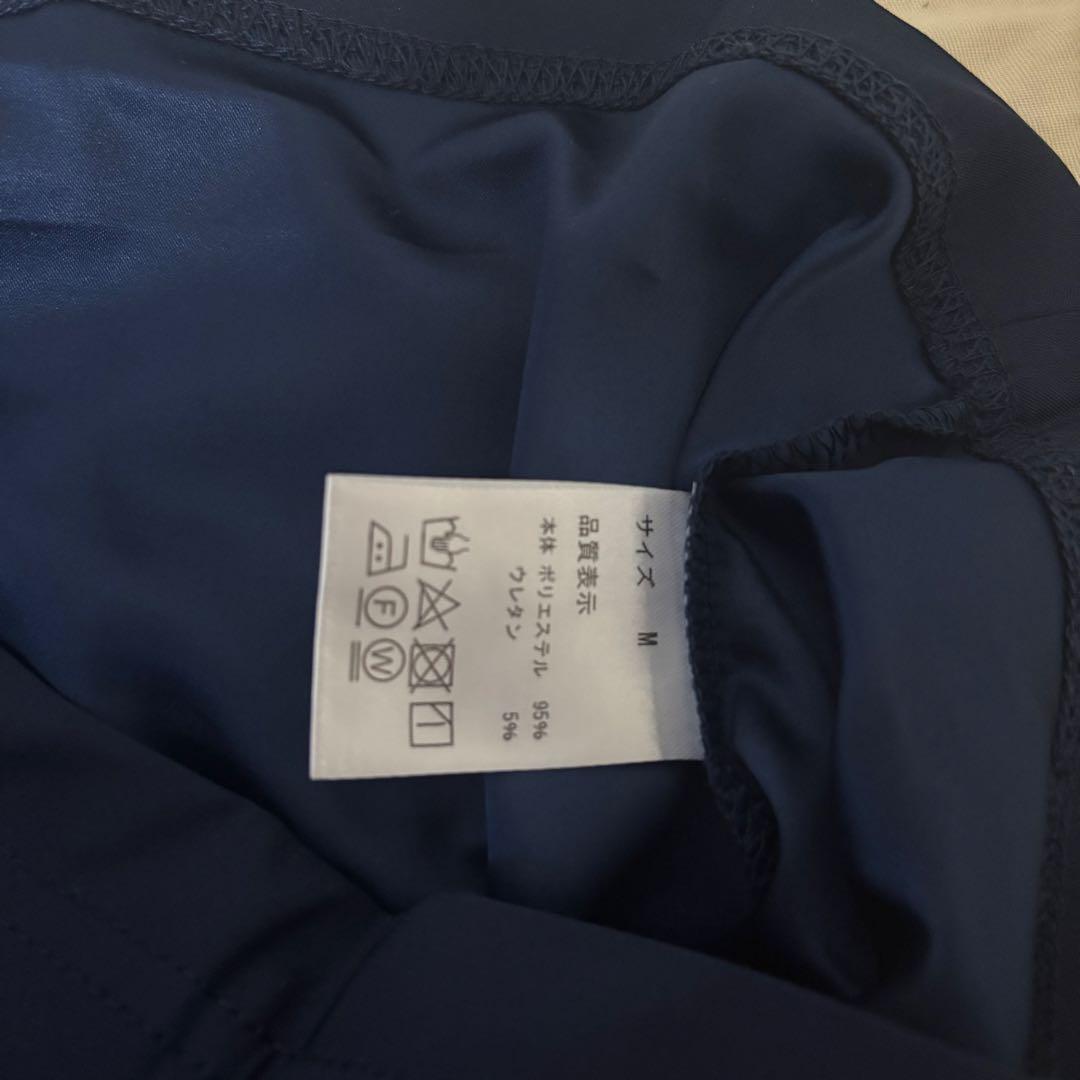 サイズ M
品質表示
本体 ポリエステル 95%
ウレタン 5%
F
W